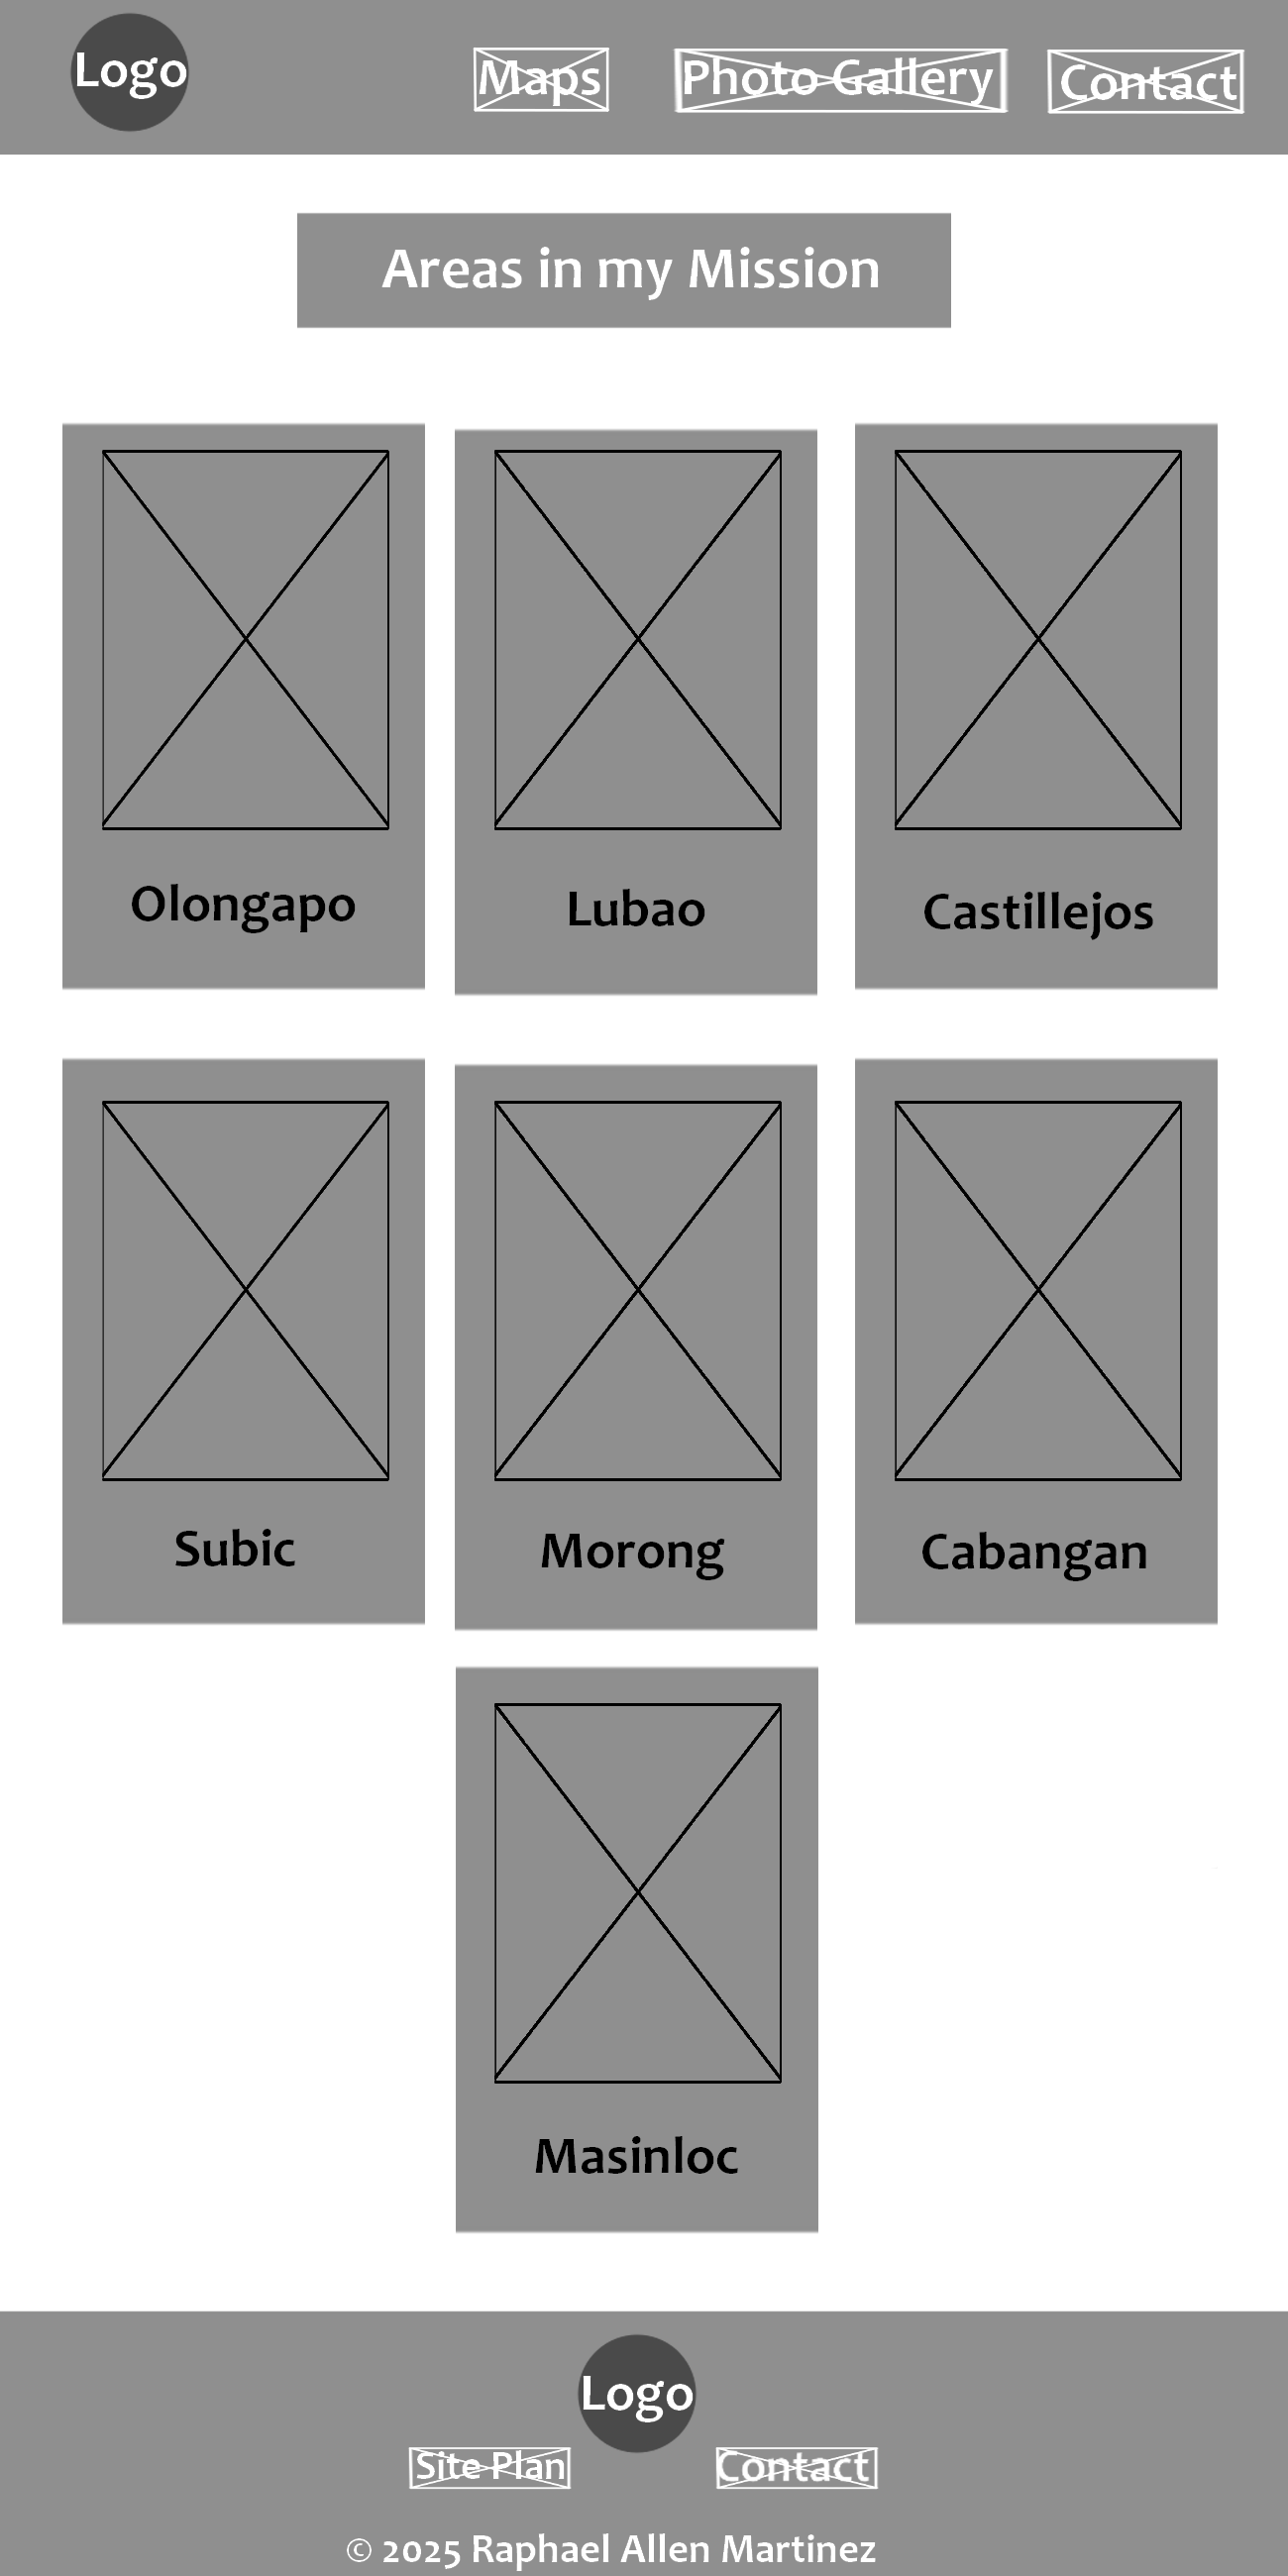 Logo Maps Photo Gallery Contact
Areas in my Mission
Olongapo Lubao Castillejos
Subic Morong Cabangan
Masinloc
Logo
Site Plan Contact
© 2025 Raphael Allen Martinez